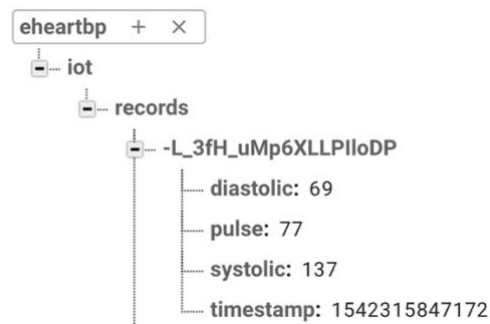 eheartbp + ×
iot
records
-L_3fH_uMp6XLLPIloDP
diastolic: 69
pulse: 77
systolic: 137
timestamp: 1542315847172